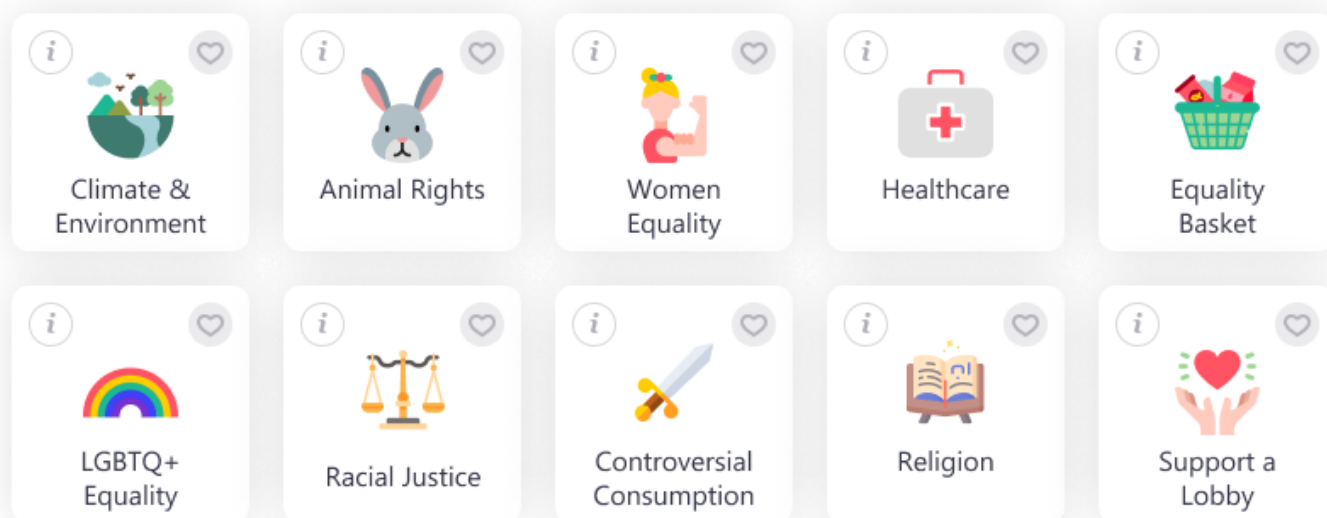 Climate &
Environment
Animal Rights
Women
Equality
Healthcare
Equality
Basket
LGBTQ+
Equality
Racial Justice
Controversial
Consumption
Religion
Support a
Lobby